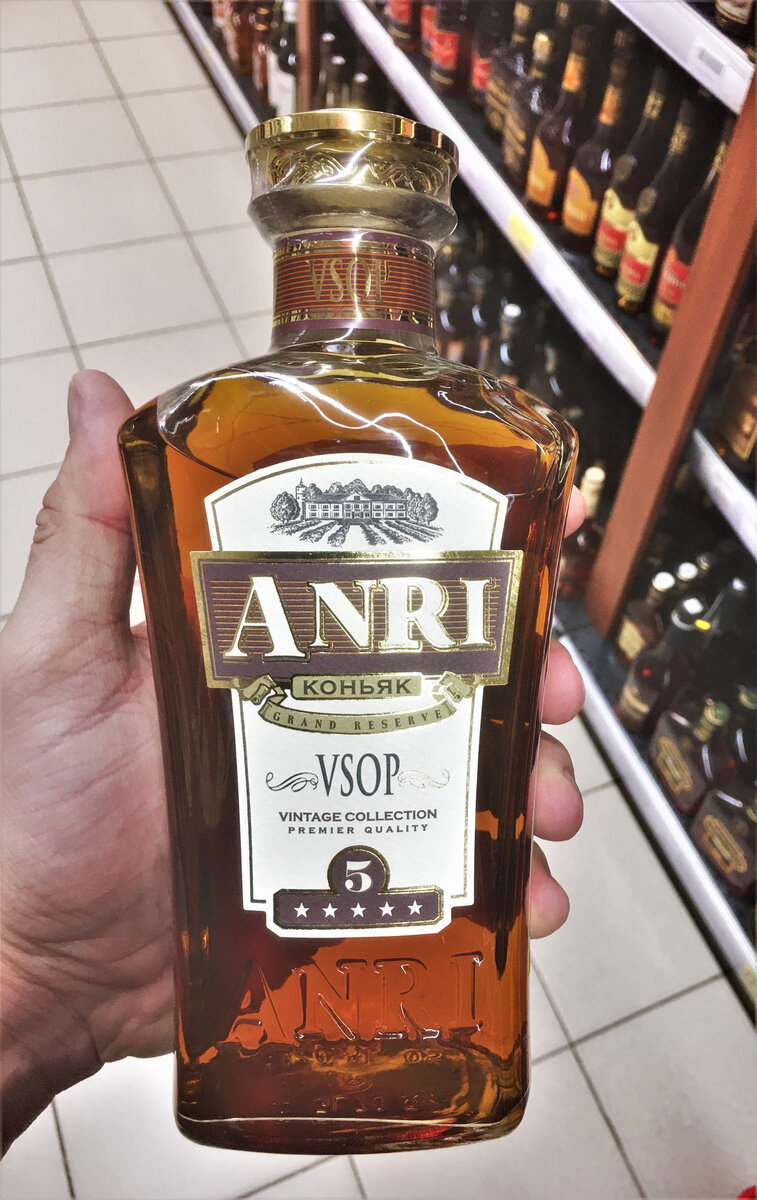 VSOP
ANRI
КОНЬЯК
GRAND RESERVE
VSOP
VINTAGE COLLECTION
PREMIER QUALITY
5
ANRI